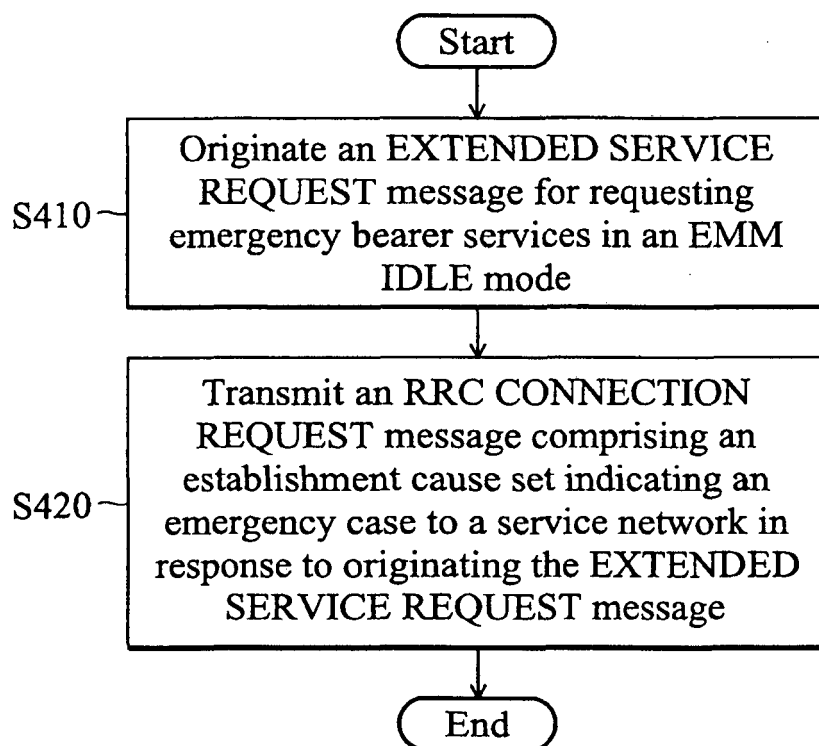 Start
Originate an EXTENDED SERVICE
REQUEST message for requesting
emergency bearer services in an EMM
IDLE mode
S410
Transmit an RRC CONNECTION
REQUEST message comprising an
establishment cause set indicating an
emergency case to a service network in
response to originating the EXTENDED
SERVICE REQUEST message
S420
End